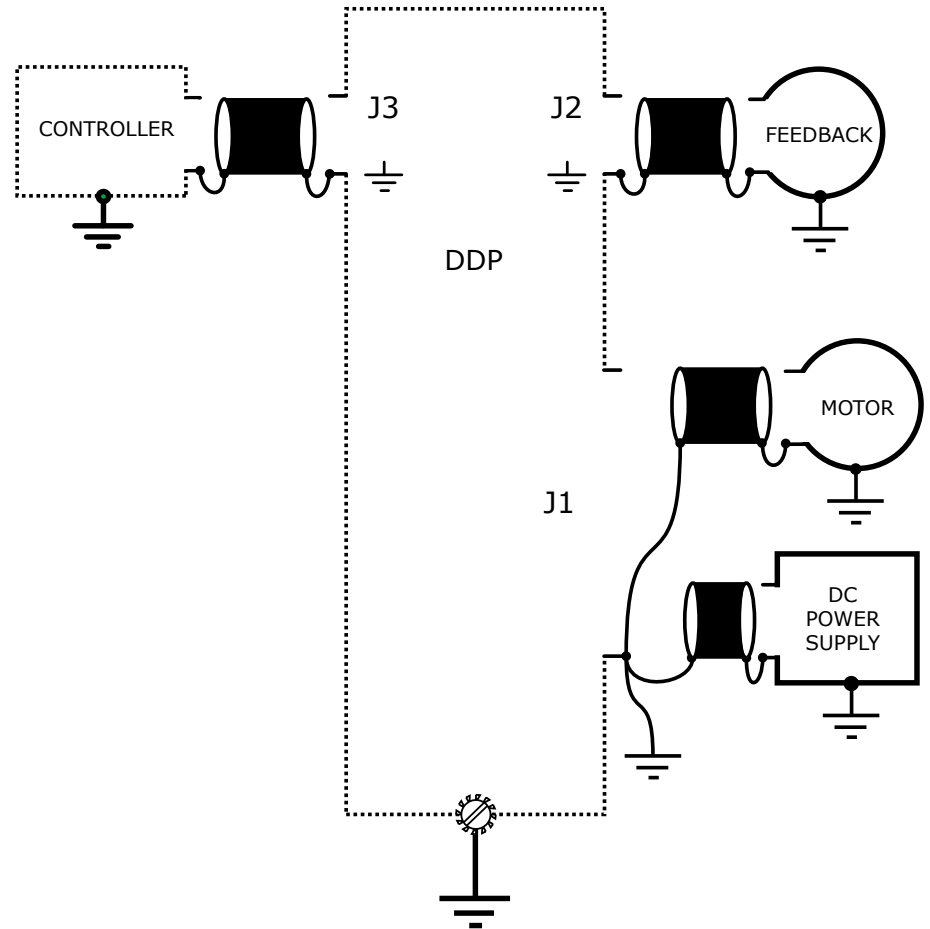 CONTROLLER
J3
J2
FEEDBACK
DDP
MOTOR
J1
DC
POWER
SUPPLY